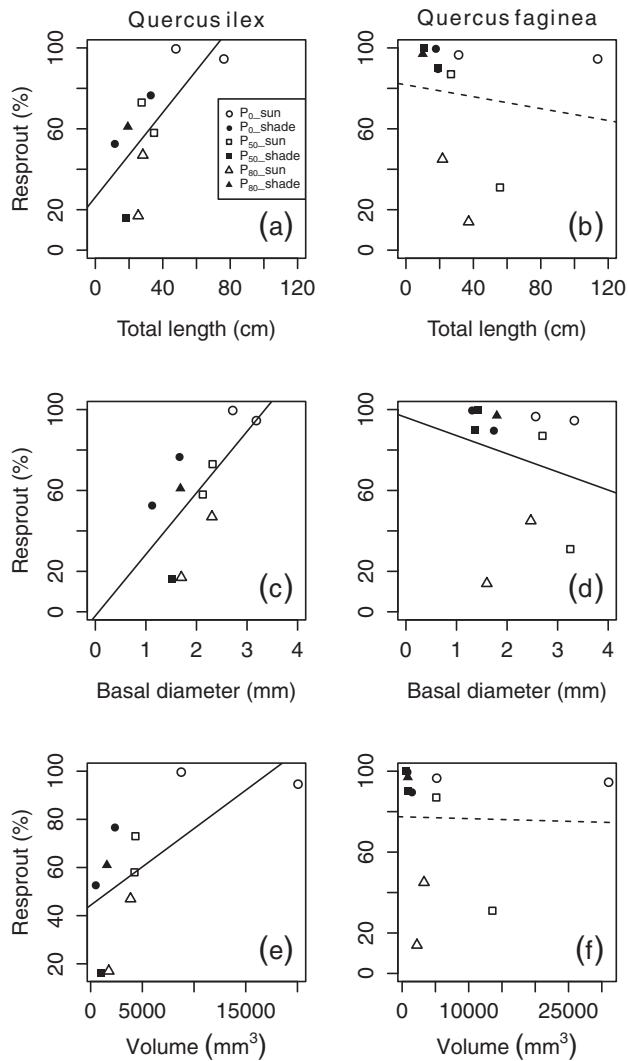 Quercus ilex
Quercus faginea
Resprout (%)
100
60
20
0
P0_sun
P0_shade
P50_sun
P50_shade
P80_sun
P80_shade
(a)
0 40 80 120
Total length (cm)
100
60
20
0
(b)
0 40 80 120
Total length (cm)
Resprout (%)
100
60
20
0
(c)
0 1 2 3 4
Basal diameter (mm)
100
60
20
0
(d)
0 1 2 3 4
Basal diameter (mm)
Resprout (%)
100
80
60
40
20
(e)
0 5000 15000
Volume (mm³)
100
60
20
0
(f)
0 10000 25000
Volume (mm³)